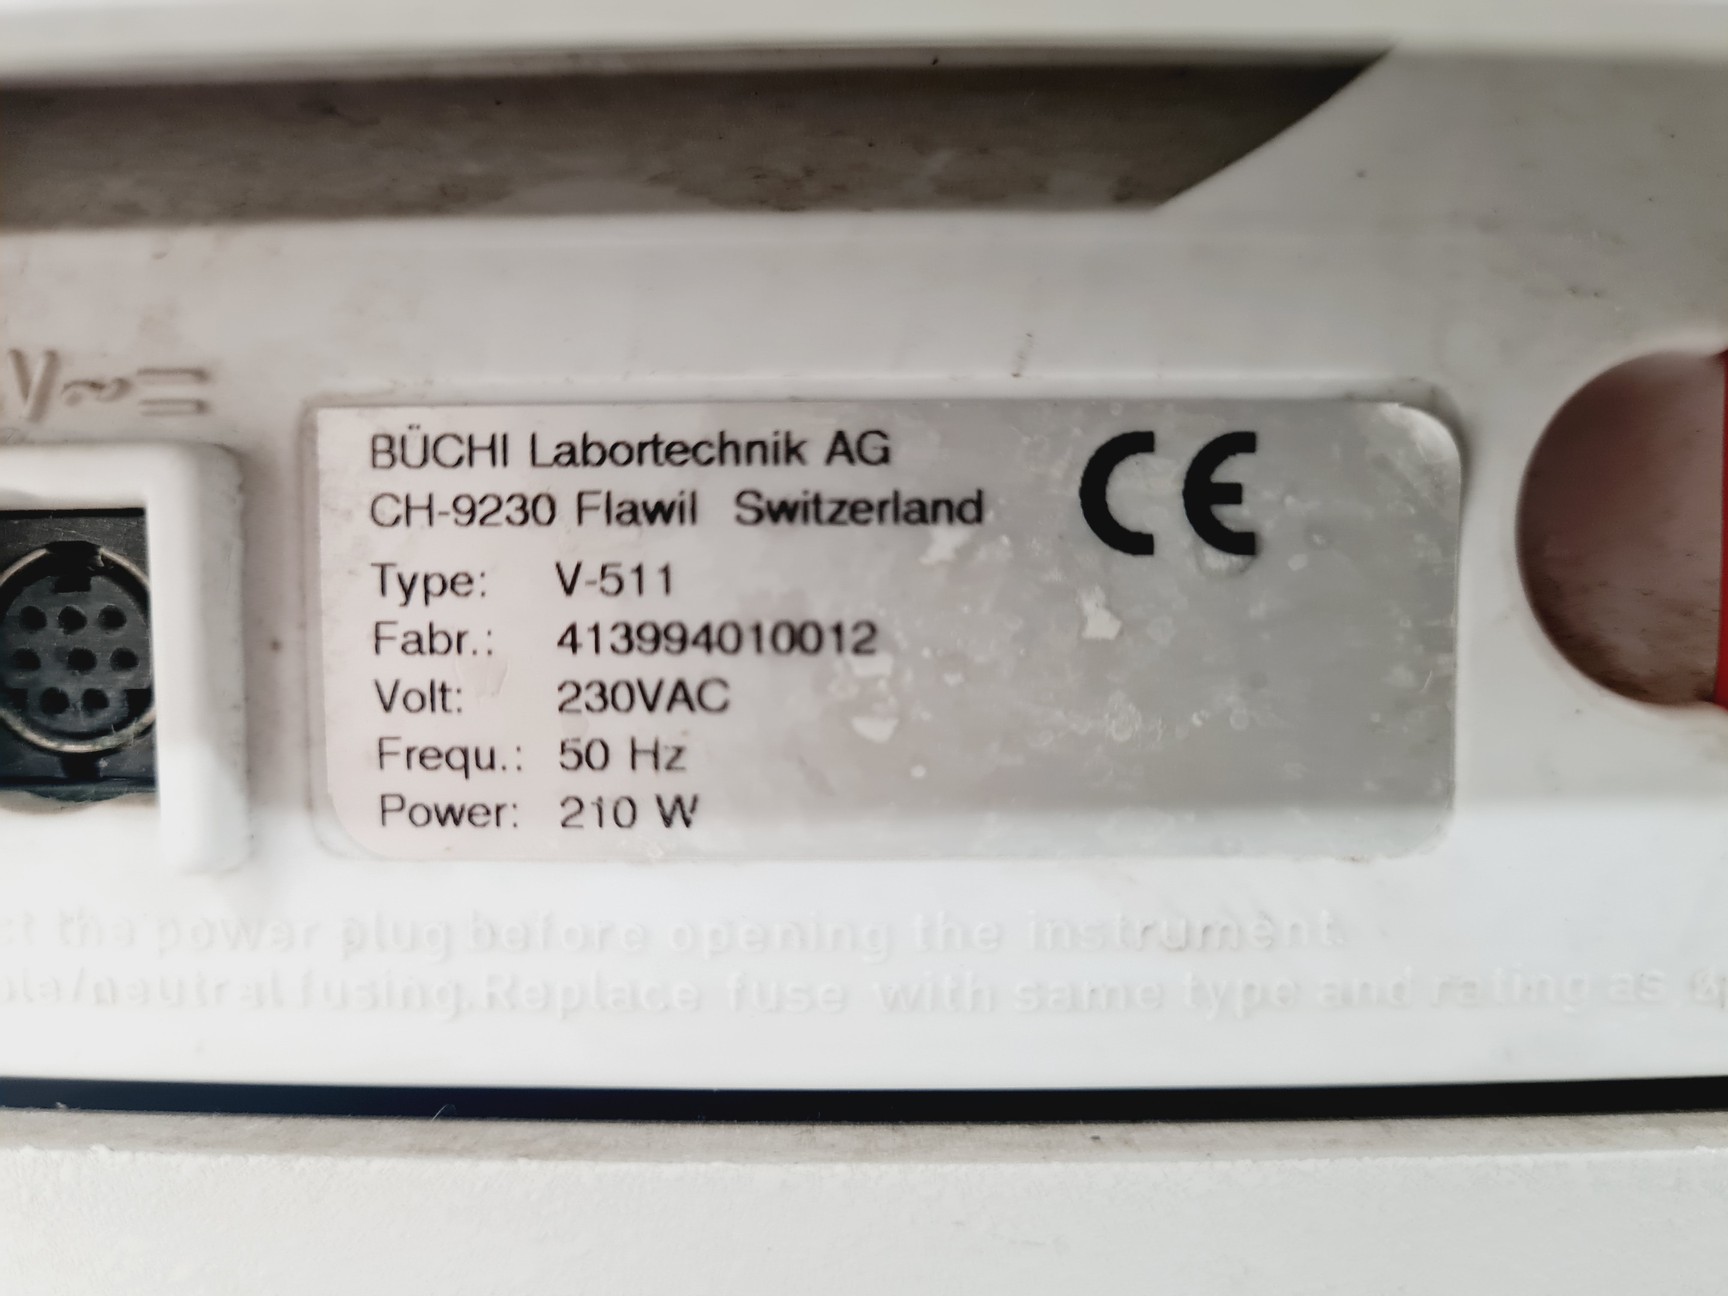 V~=
BÜCHI Labortechnik AG
CE
CH-9230 Flawil Switzerland
Type: V-511
Fabr.: 413994010012
Volt: 230VAC
Frequ.: 50 Hz
Power: 210 W
the power plug before opening the instrument.
/neutral fusing. Replace fuse with same type and rating as